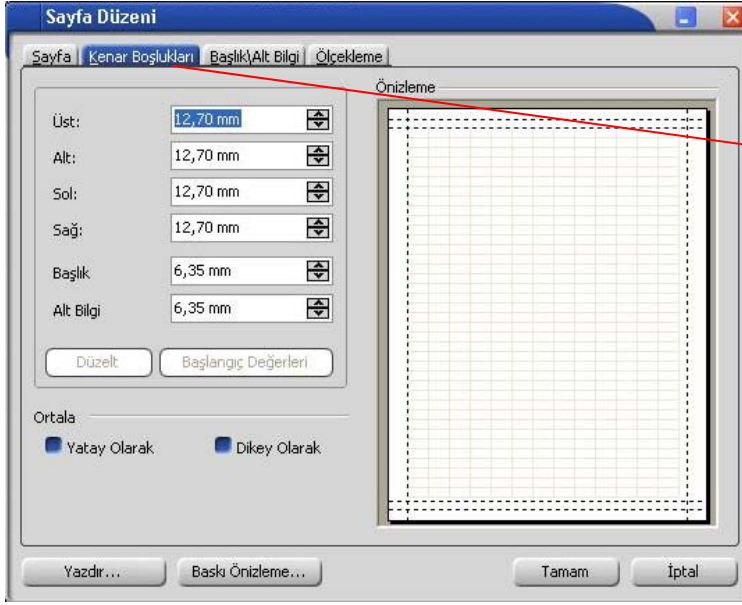 Sayfa Düzeni
Sayfa Kenar Boşlukları Başlık\Alt Bilgi Ölçekleme
Önizleme
Üst: 12,70 mm
Alt: 12,70 mm
Sol: 12,70 mm
Sağ: 12,70 mm
Başlık 6,35 mm
Alt Bilgi 6,35 mm
Düzelt Başlangıç Değerleri
Ortala
Yatay Olarak Dikey Olarak
Yazdır... Baskı Önizleme... Tamam İptal